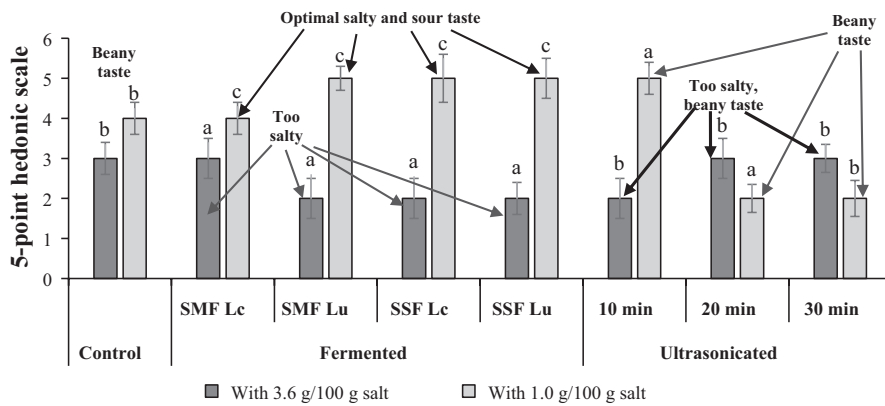 Optimal salty and sour taste
Beany
taste
Beany
taste
Too salty,
beany taste
Too
salty
5-point hedonic scale
6
5
4
3
2
1
0
b
b
a
c
a
c
a
c
a
c
b
a
b
a
b
b
SMF Lc
SMF Lu
SSF Lc
SSF Lu
10 min
20 min
30 min
Control
Fermented
Ultrasonicated
With 3.6 g/100 g salt
With 1.0 g/100 g salt